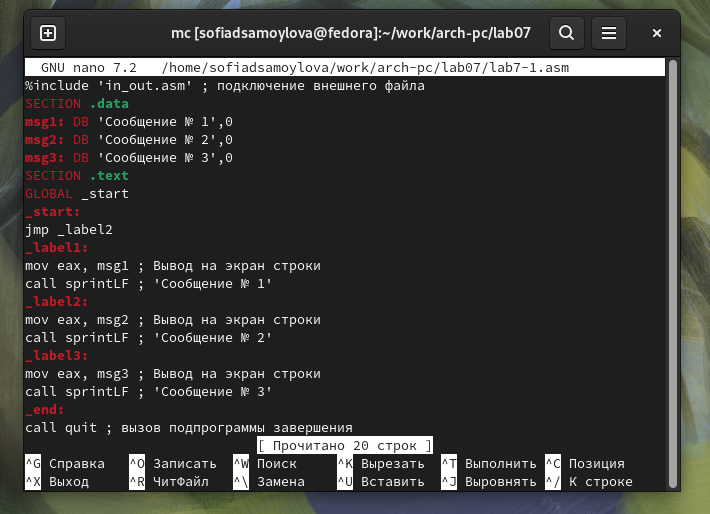 mc [sofiadsamoylova@fedora]:~/work/arch-pc/lab07
GNU nano 7.2 /home/sofiadsamoylova/work/arch-pc/lab07/lab7-1.asm
%include 'in_out.asm' ; подключение внешнего файла
SECTION .data
msg1: DB 'Сообщение № 1',0
msg2: DB 'Сообщение № 2',0
msg3: DB 'Сообщение № 3',0
SECTION .text
GLOBAL _start
_start:
jmp _label2
_label1:
mov eax, msg1 ; Вывод на экран строки
call sprintLF ; 'Сообщение № 1'
_label2:
mov eax, msg2 ; Вывод на экран строки
call sprintLF ; 'Сообщение № 2'
_label3:
mov eax, msg3 ; Вывод на экран строки
call sprintLF ; 'Сообщение № 3'
_end:
call quit ; вызов подпрограммы завершения
[ Прочитано 20 строк ]
^G Справка ^O Записать ^W Поиск ^K Вырезать ^T Выполнить ^C Позиция
^X Выход ^R ЧитФайл ^\ Замена ^U Вставить ^J Выровнять ^/ К строке